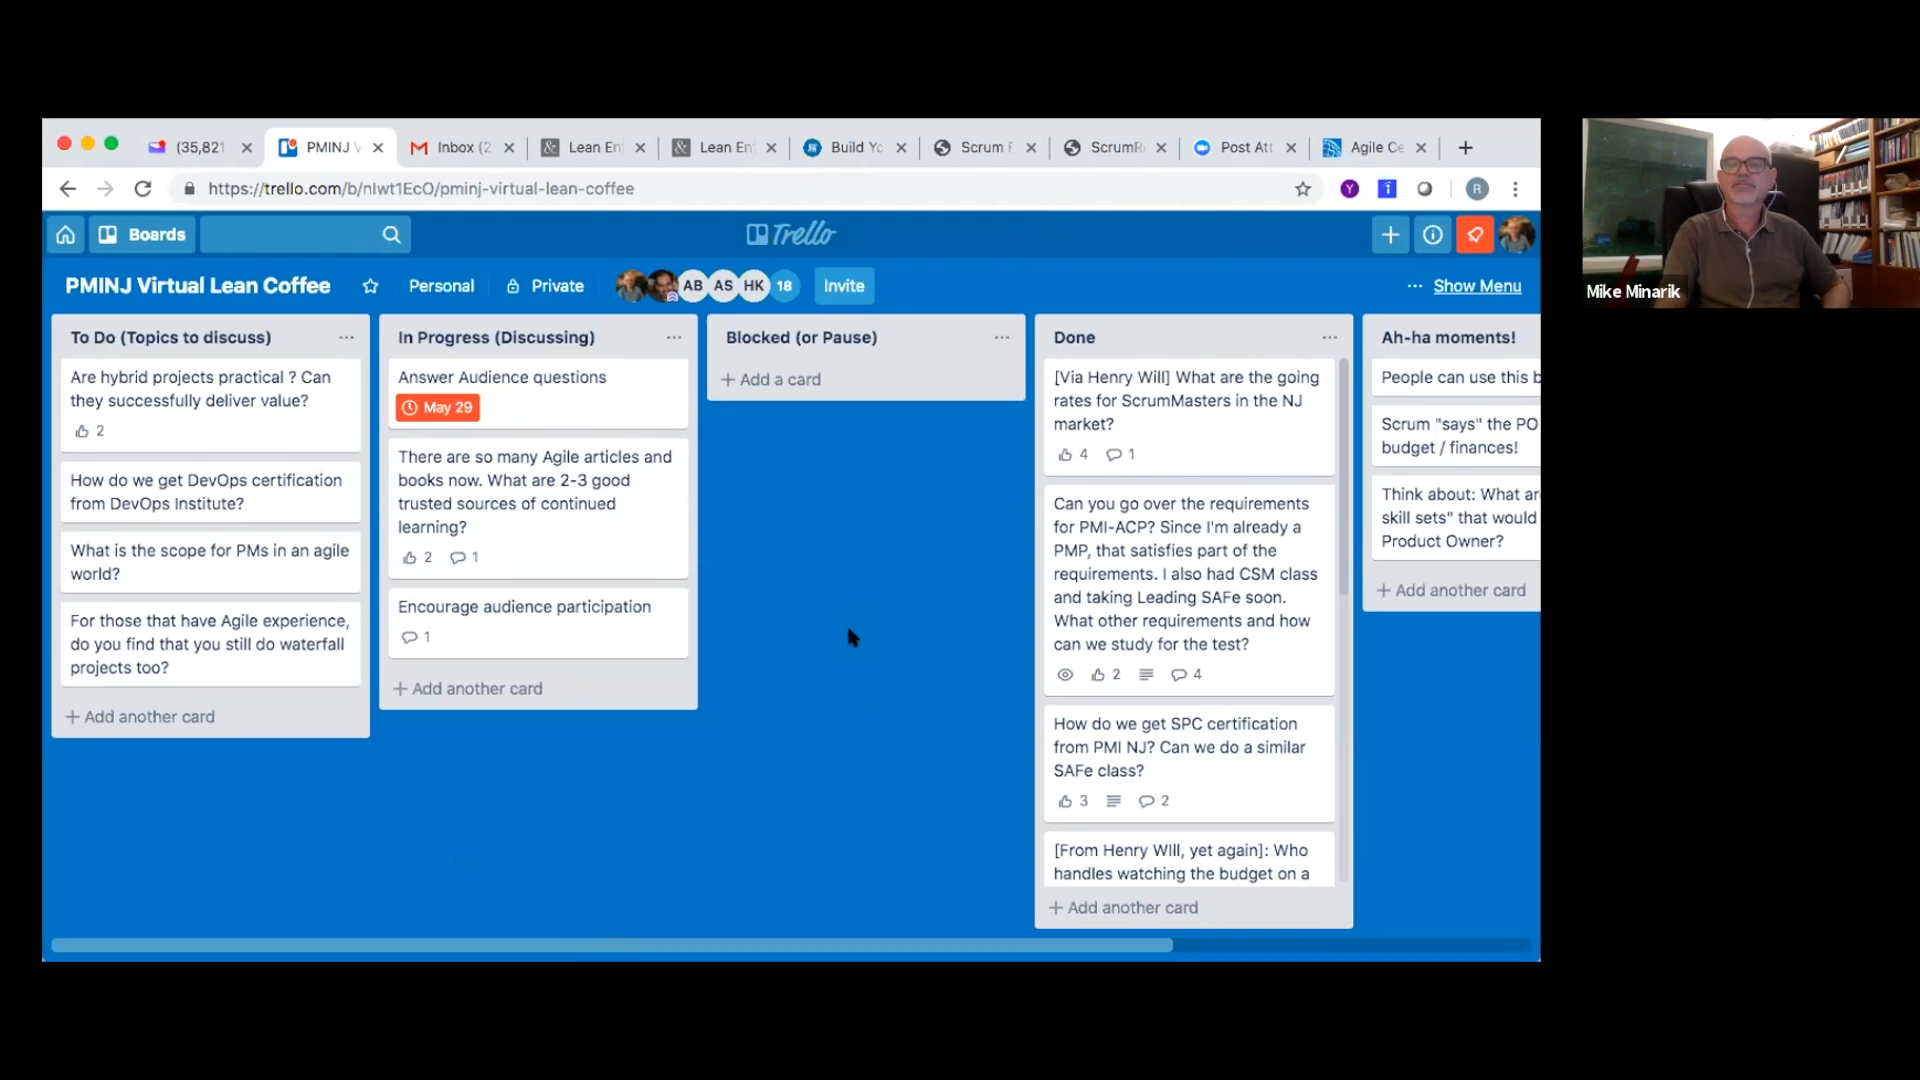 (35,821
PMINJ V
Inbox (2
Lean En
Lean En
Build Yo
Scrum F
ScrumR
Post Att
Agile Ce
https://trello.com/b/nIwt1EcO/pminj-virtual-lean-coffee
Y
R
Boards
Trello
PMINJ Virtual Lean Coffee
Personal
Private
AB
AS
HK
18
Invite
Show Menu
Mike Minarik
To Do (Topics to discuss)
Are hybrid projects practical ? Can
they successfully deliver value?
2
How do we get DevOps certification
from DevOps Institute?
What is the scope for PMs in an agile
world?
For those that have Agile experience,
do you find that you still do waterfall
projects too?
+ Add another card
In Progress (Discussing)
Answer Audience questions
May 29
There are so many Agile articles and
books now. What are 2-3 good
trusted sources of continued
learning?
2 1
Encourage audience participation
1
+ Add another card
Blocked (or Pause)
+ Add a card
Done
[Via Henry Will] What are the going
rates for ScrumMasters in the NJ
market?
4 1
Can you go over the requirements
for PMI-ACP? Since I'm already a
PMP, that satisfies part of the
requirements. I also had CSM class
and taking Leading SAFe soon.
What other requirements and how
can we study for the test?
2 4
How do we get SPC certification
from PMI NJ? Can we do a similar
SAFe class?
3 2
[From Henry WIll, yet again]: Who
handles watching the budget on a
+ Add another card
Ah-ha moments!
People can use this b
Scrum "says" the PO
budget / finances!
Think about: What ar
skill sets" that would
Product Owner?
+ Add another card